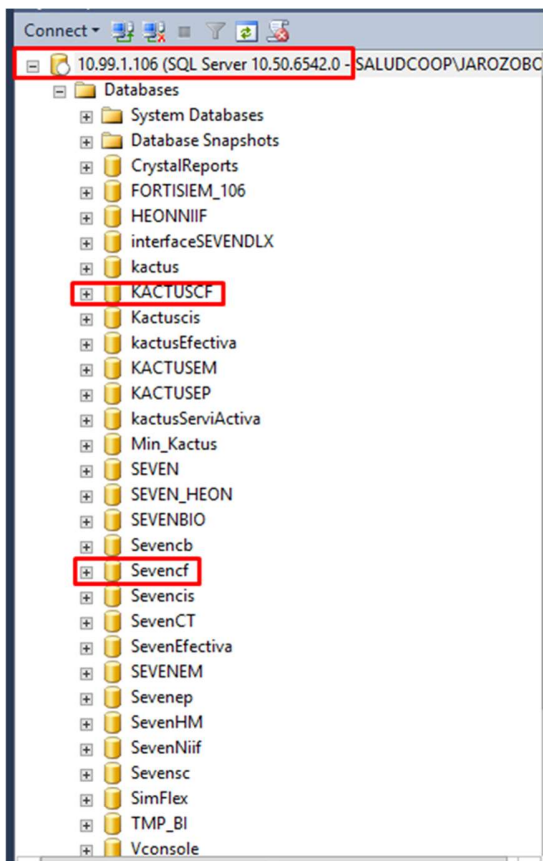 Connect
10.99.1.106 (SQL Server 10.50.6542.0 - SALUDCOOP\JAROZOBO
Databases
System Databases
Database Snapshots
CrystalReports
FORTISIEM_106
HEONNIIF
interfaceSEVENDLX
kactus
KACTUSCF
Kactuscis
kactusEfectiva
KACTUSEM
KACTUSEP
kactusServiActiva
Min_Kactus
SEVEN
SEVEN_HEON
SEVENBIO
Sevencb
Sevencf
Sevencis
SevenCT
SevenEfectiva
SEVENEM
Sevenep
SevenHM
SevenNiif
Sevensc
SimFlex
TMP_BI
Vconsole